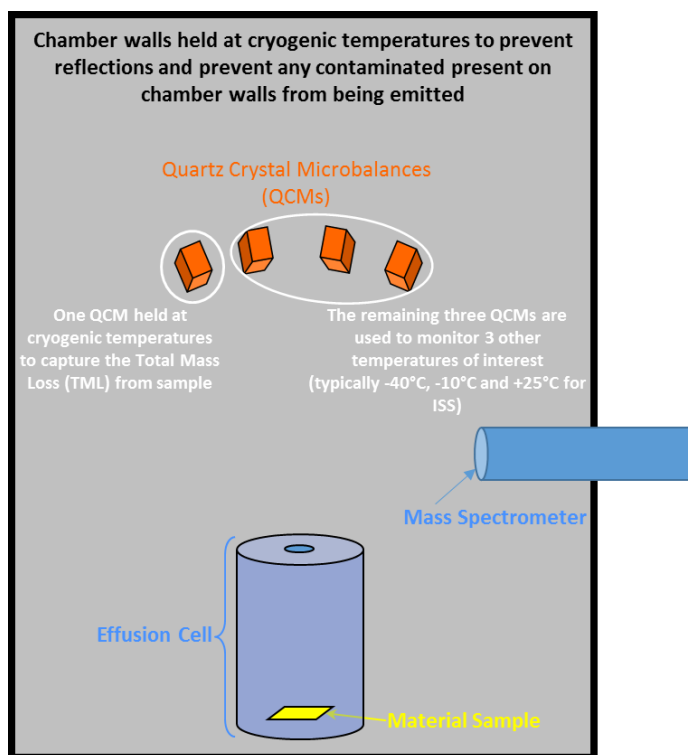 Chamber walls held at cryogenic temperatures to prevent
reflections and prevent any contaminated present on
chamber walls from being emitted
Quartz Crystal Microbalances
(QCMs)
One QCM held at
cryogenic temperatures
to capture the Total Mass
Loss (TML) from sample
The remaining three QCMs are
used to monitor 3 other
temperatures of interest
(typically -40°C, -10°C and +25°C for
ISS)
Mass Spectrometer
Effusion Cell
Material Sample